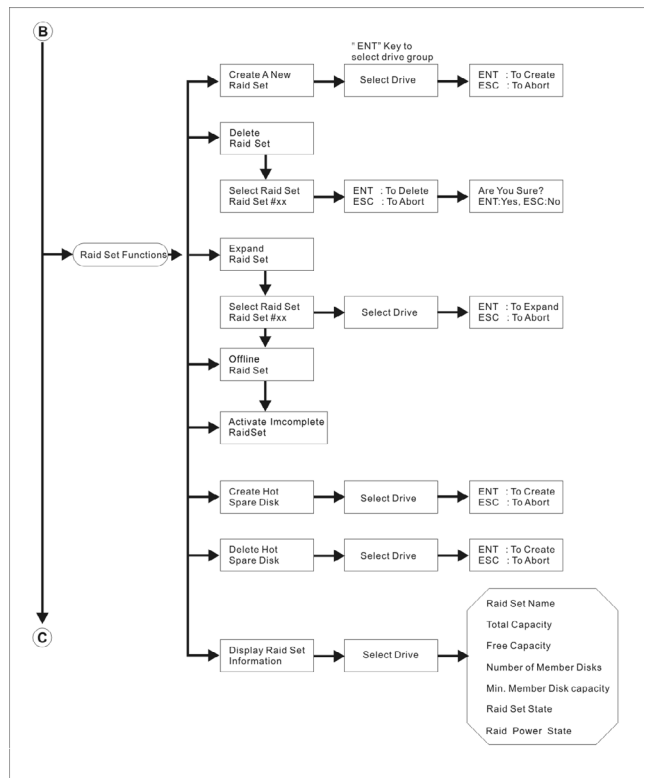 B
" ENT" Key to
select drive group
Create A New
Raid Set
Select Drive
ENT : To Create
ESC : To Abort
Delete
Raid Set
Select Raid Set
Raid Set #xx
ENT : To Delete
ESC : To Abort
Are You Sure?
ENT:Yes, ESC:No
Raid Set Functions
Expand
Raid Set
Select Raid Set
Raid Set #xx
Select Drive
ENT : To Expand
ESC : To Abort
Offline
Raid Set
Activate Imcomplete
RaidSet
Create Hot
Spare Disk
Select Drive
ENT : To Create
ESC : To Abort
Delete Hot
Spare Disk
Select Drive
ENT : To Create
ESC : To Abort
C
Display Raid Set
Information
Select Drive
Raid Set Name
Total Capacity
Free Capacity
Number of Member Disks
Min. Member Disk capacity
Raid Set State
Raid Power State